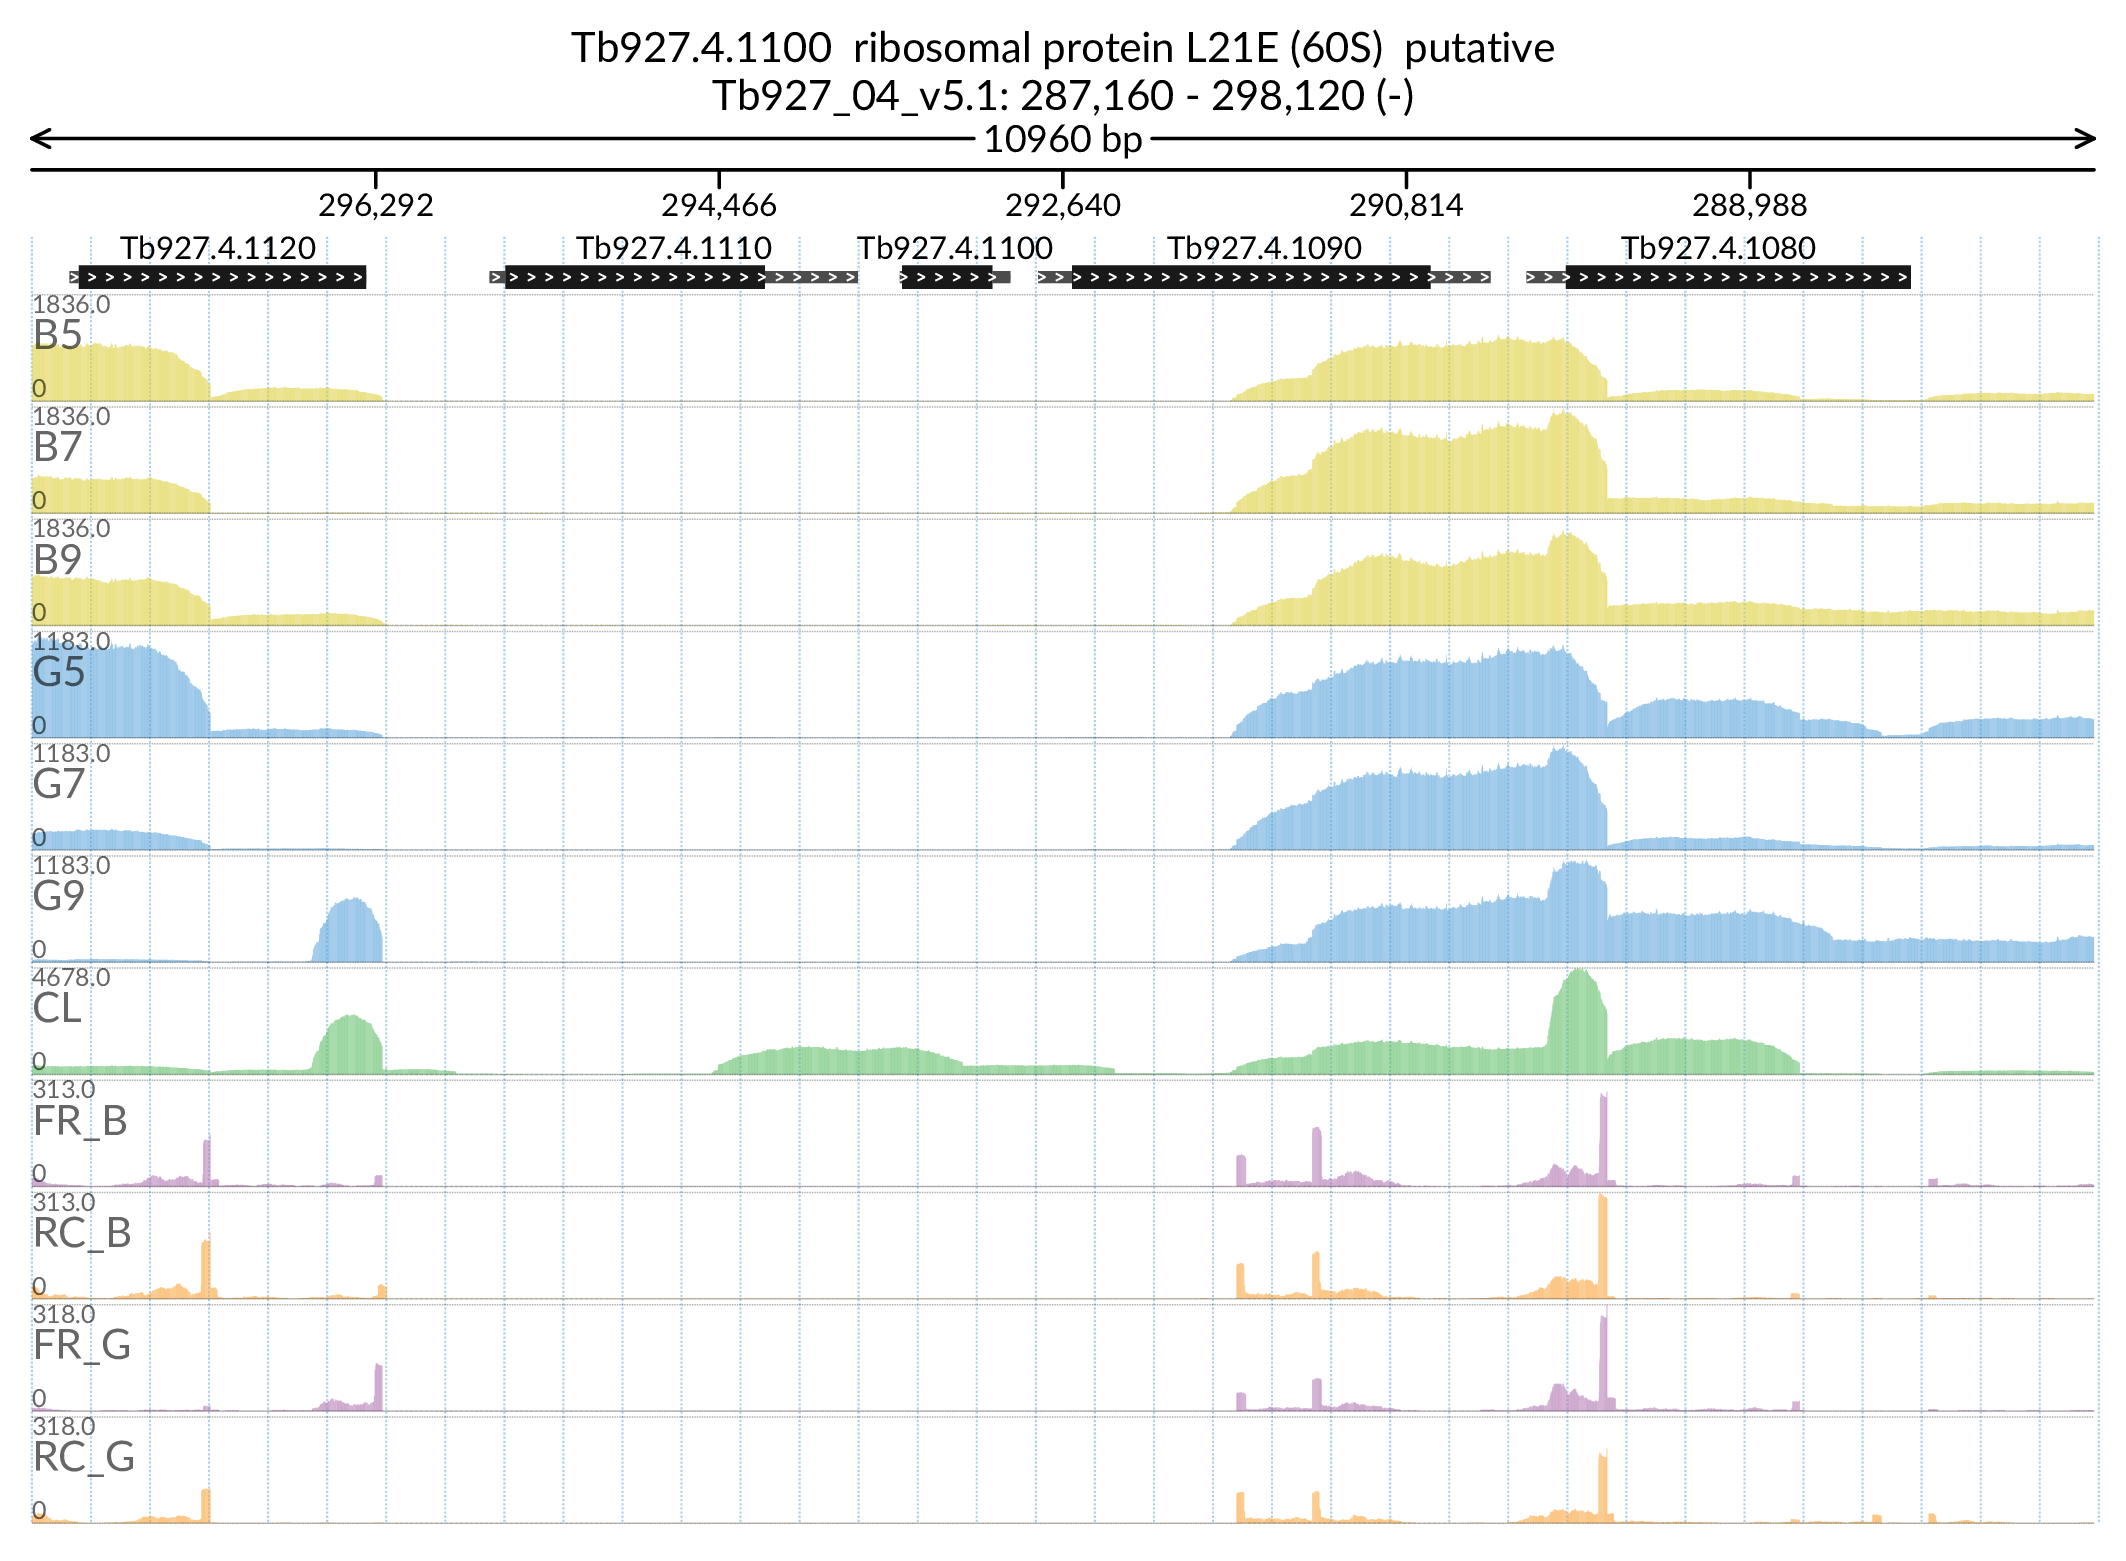 Tb927.4.1100 ribosomal protein L21E (60S) putative
Tb927_04_v5.1: 287,160 - 298,120 (-)
10960 bp
296,292 294,466 292,640 290,814 288,988
Tb927.4.1120 Tb927.4.1110 Tb927.4.1100 Tb927.4.1090 Tb927.4.1080
1836.0
B5
0
1836.0
B7
0
1836.0
B9
0
1183.0
G5
0
1183.0
G7
0
1183.0
G9
0
4678.0
CL
0
313.0
FR_B
0
313.0
RC_B
0
318.0
FR_G
0
318.0
RC_G
0